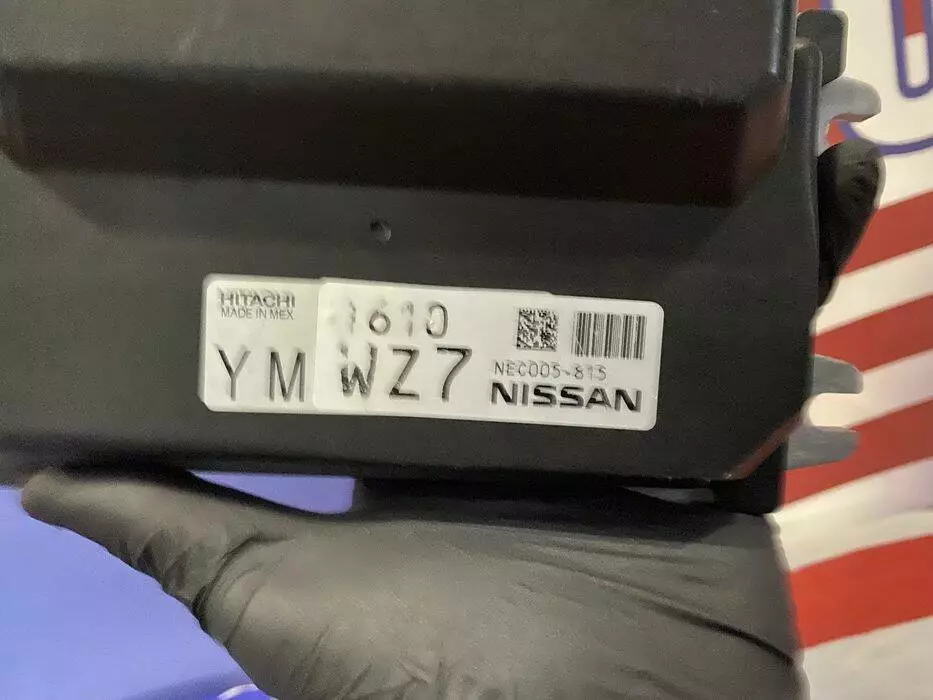 HITACHI
MADE IN MEX
1610
YM WZ7
NEC005-815
NISSAN